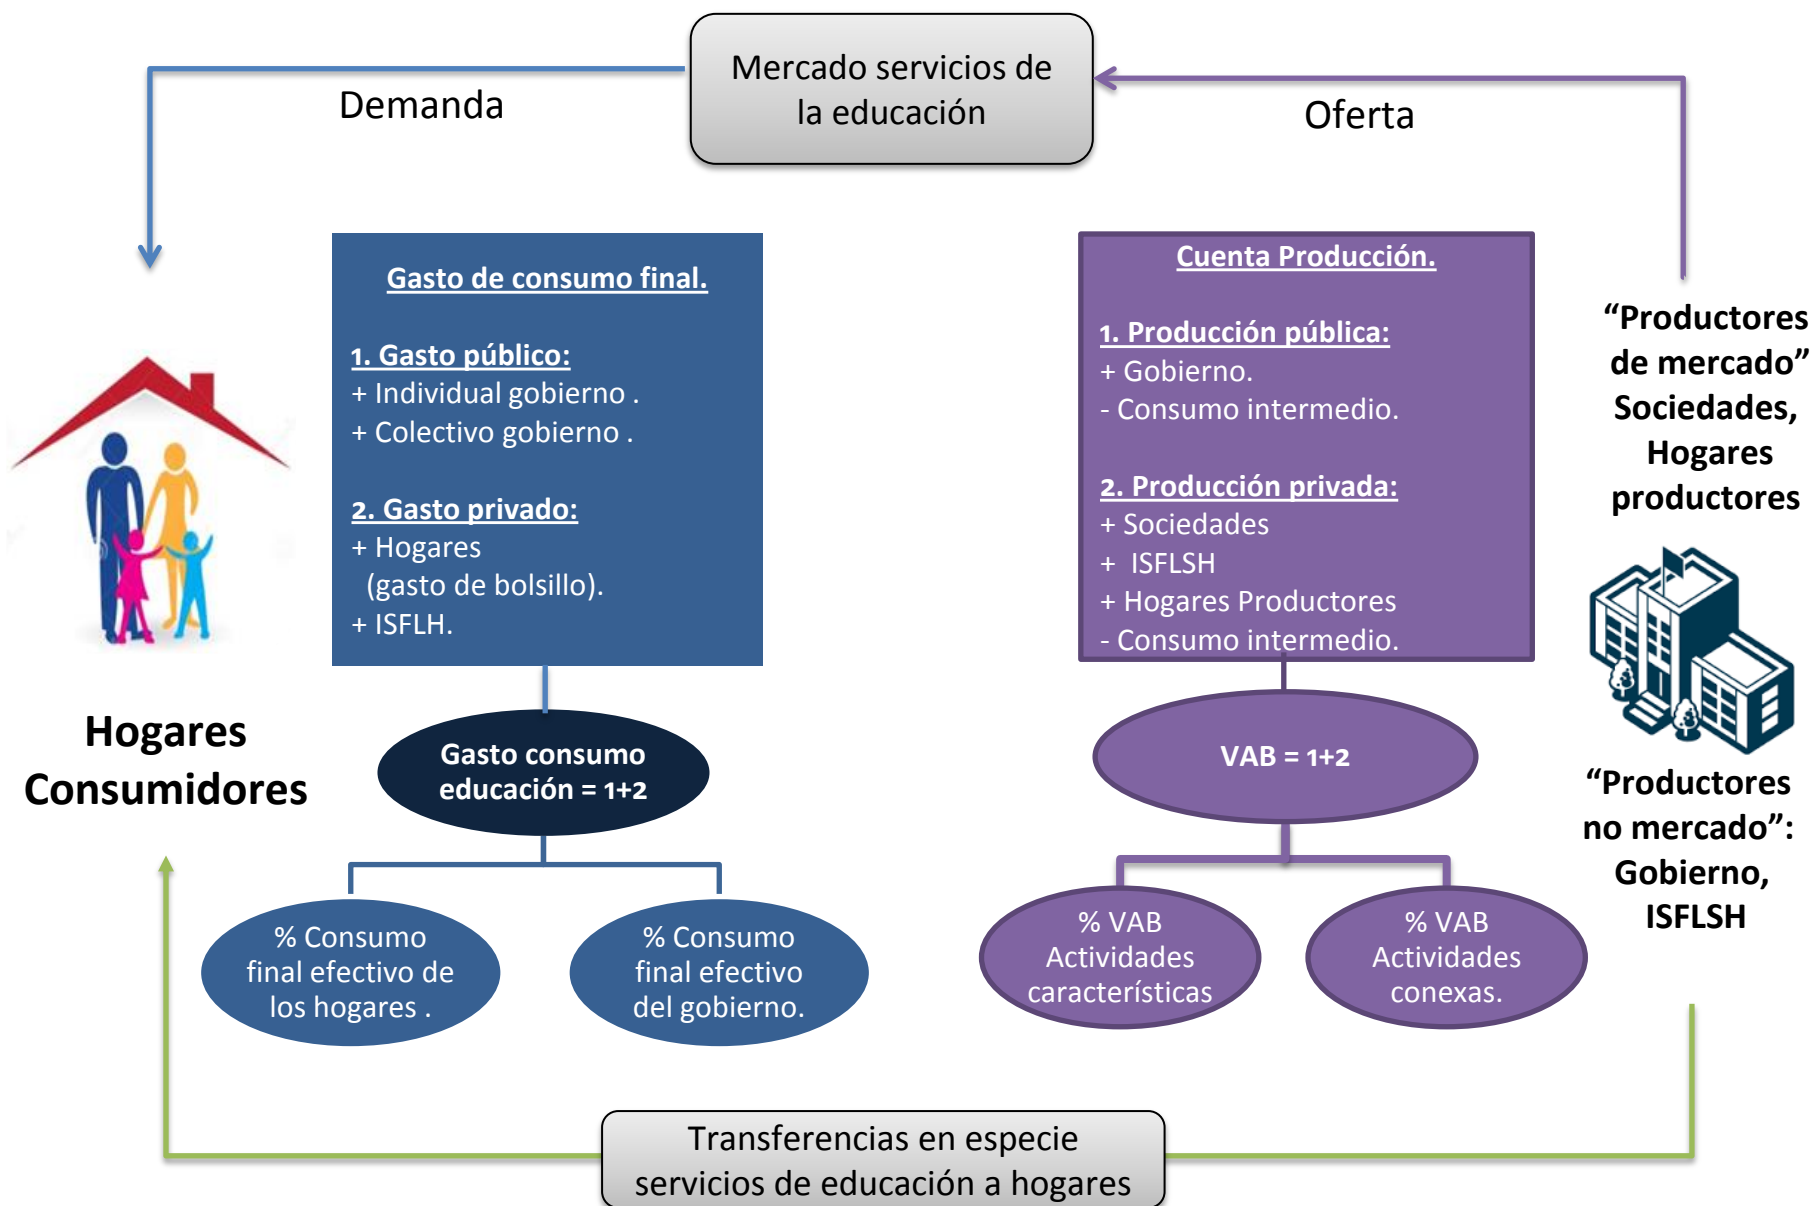 Mercado servicios de
la educación
Demanda
Oferta
Gasto de consumo final.
1. Gasto público:
+ Individual gobierno .
+ Colectivo gobierno .
2. Gasto privado:
+ Hogares
(gasto de bolsillo).
+ ISFLH.
Cuenta Producción.
1. Producción pública:
+ Gobierno.
- Consumo intermedio.
2. Producción privada:
+ Sociedades
+ ISFLSH
+ Hogares Productores
- Consumo intermedio.
“Productores
de mercado”
Sociedades,
Hogares
productores
Hogares
Consumidores
Gasto consumo
educación = 1+2
VAB = 1+2
“Productores
no mercado”:
Gobierno,
ISFLSH
% Consumo
final efectivo de
los hogares .
% Consumo
final efectivo
del gobierno.
% VAB
Actividades
características
% VAB
Actividades
conexas.
Transferencias en especie
servicios de educación a hogares